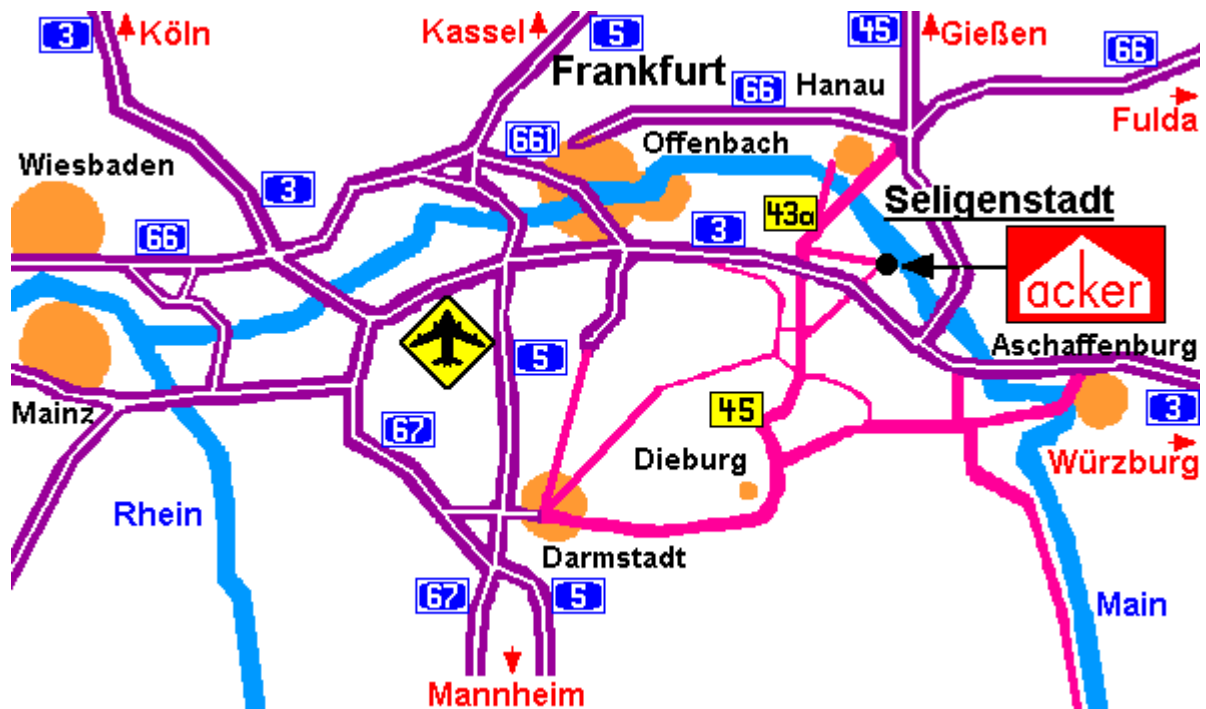 3
Köln
Kassel
5
45
Gießen
66
Frankfurt
66
Hanau
Fulda
661
Offenbach
Wiesbaden
3
43a
Seligenstadt
66
3
acker
5
Aschaffenburg
Mainz
67
45
3
Dieburg
Würzburg
Rhein
Darmstadt
67
5
Main
Mannheim